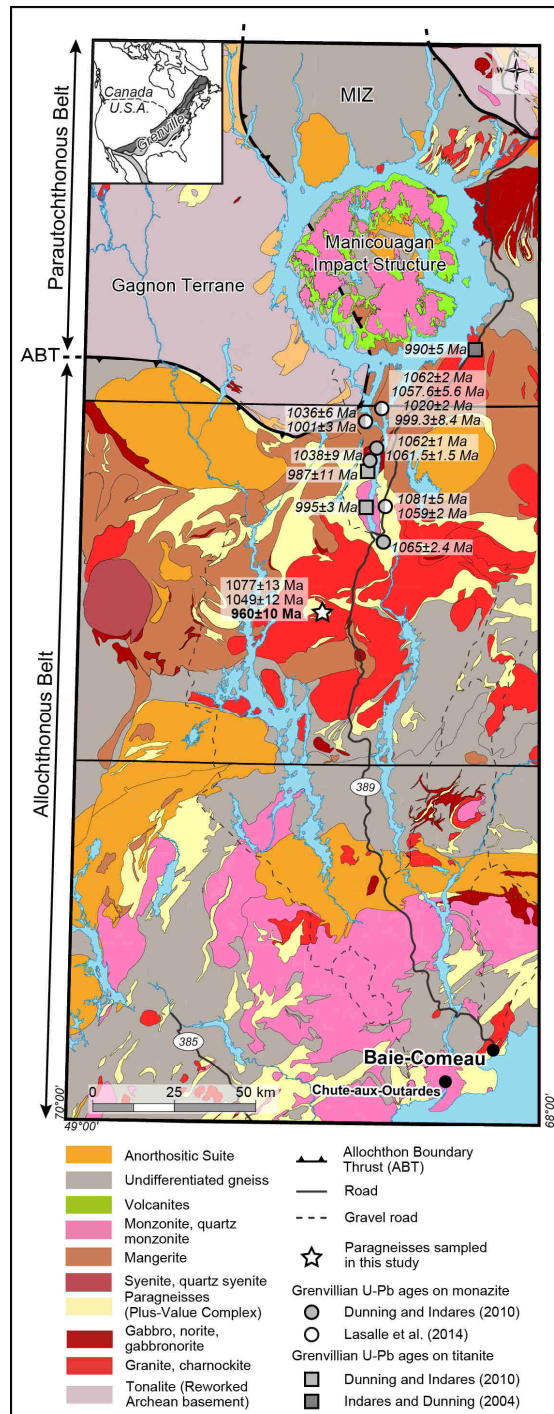 Canada
U.S.A.
Grenville
N
W
E
S
MIZ
Parautochthonous Belt
Manicouagan
Impact Structure
Gagnon Terrane
ABT
990±5 Ma
1062±2 Ma
1057.6±5.6 Ma
1020±2 Ma
999.3±8.4 Ma
1036±6 Ma
1001±3 Ma
1062±1 Ma
1061.5±1.5 Ma
1038±9 Ma
987±11 Ma
995±3 Ma
1081±5 Ma
1059±2 Ma
1065±2.4 Ma
1077±13 Ma
1049±12 Ma
960±10 Ma
Allochthonous Belt
389
385
Baie-Comeau
Chute-aux-Outardes
0 25 50 km
70°00'
49°00'
68°00'
Anorthositic Suite
Undifferentiated gneiss
Volcanites
Monzonite, quartz
monzonite
Mangerite
Syenite, quartz syenite
Paragneisses
(Plus-Value Complex)
Gabbro, norite,
gabbronorite
Granite, charnockite
Tonalite (Reworked
Archean basement)
Allochthon Boundary
Thrust (ABT)
Road
Gravel road
Paragneisses sampled
in this study
Grenvillian U-Pb ages on monazite
Dunning and Indares (2010)
Lasalle et al. (2014)
Grenvillian U-Pb ages on titanite
Dunning and Indares (2010)
Indares and Dunning (2004)